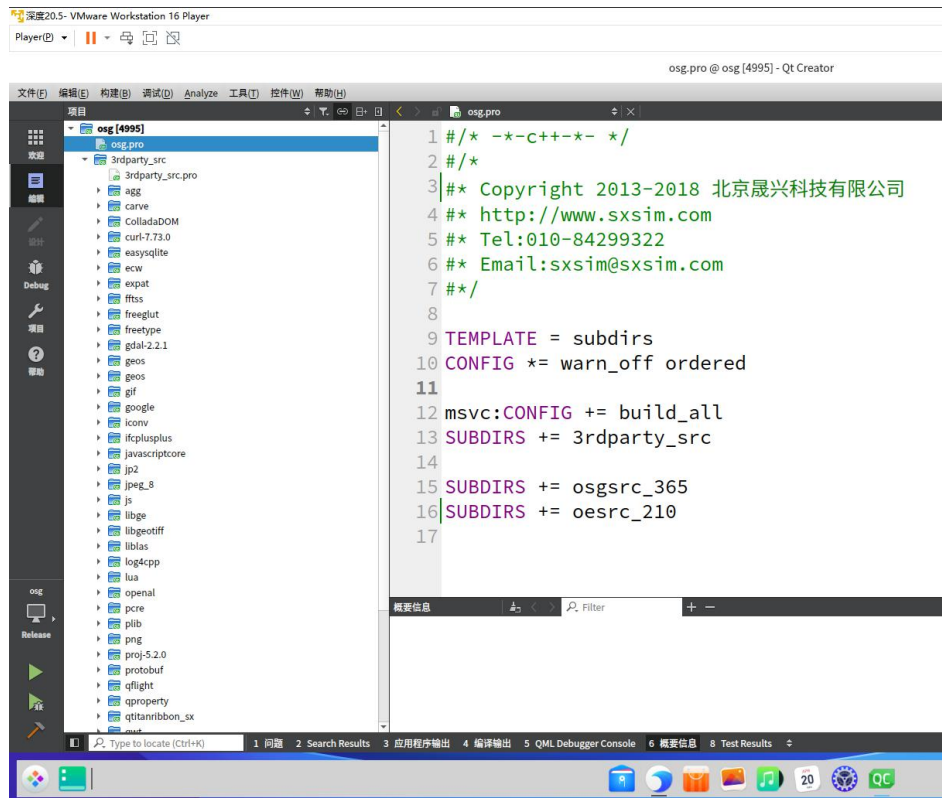 深度20.5- VMware Workstation 16 Player
Player(P)
osg.pro @ osg [4995] - Qt Creator
文件(F) 编辑(E) 构建(B) 调试(D) Analyze 工具(T) 控件(W) 帮助(H)
项目
osg.pro
欢迎
编辑
设计
Debug
项目
帮助
osg
Release
osg [4995]
osg.pro
3rdparty_src
3rdparty_src.pro
agg
carve
ColladaDOM
curl-7.73.0
easysqlite
ecw
expat
fftss
freeglut
freetype
gdal-2.2.1
geos
geos
gif
google
iconv
ifcplusplus
javascriptcore
jp2
jpeg_8
js
libge
libgeotiff
liblas
log4cpp
lua
openal
pcre
plib
png
proj-5.2.0
protobuf
qflight
qproperty
qtitanribbon_sx
qwt
1 #/* -*-c++-*- */
2 #/*
3 #* Copyright 2013-2018 北京晟兴科技有限公司
4 #* http://www.sxsim.com
5 #* Tel:010-84299322
6 #* Email:sxsim@sxsim.com
7 #*/
8
9 TEMPLATE = subdirs
10 CONFIG *= warn_off ordered
11
12 msvc:CONFIG += build_all
13 SUBDIRS += 3rdparty_src
14
15 SUBDIRS += osgsrc_365
16 SUBDIRS += oesrc_210
17
概要信息
Filter
Type to locate (Ctrl+K)
1 问题 2 Search Results 3 应用程序输出 4 编译输出 5 QML Debugger Console 6 概要信息 8 Test Results
20
QC